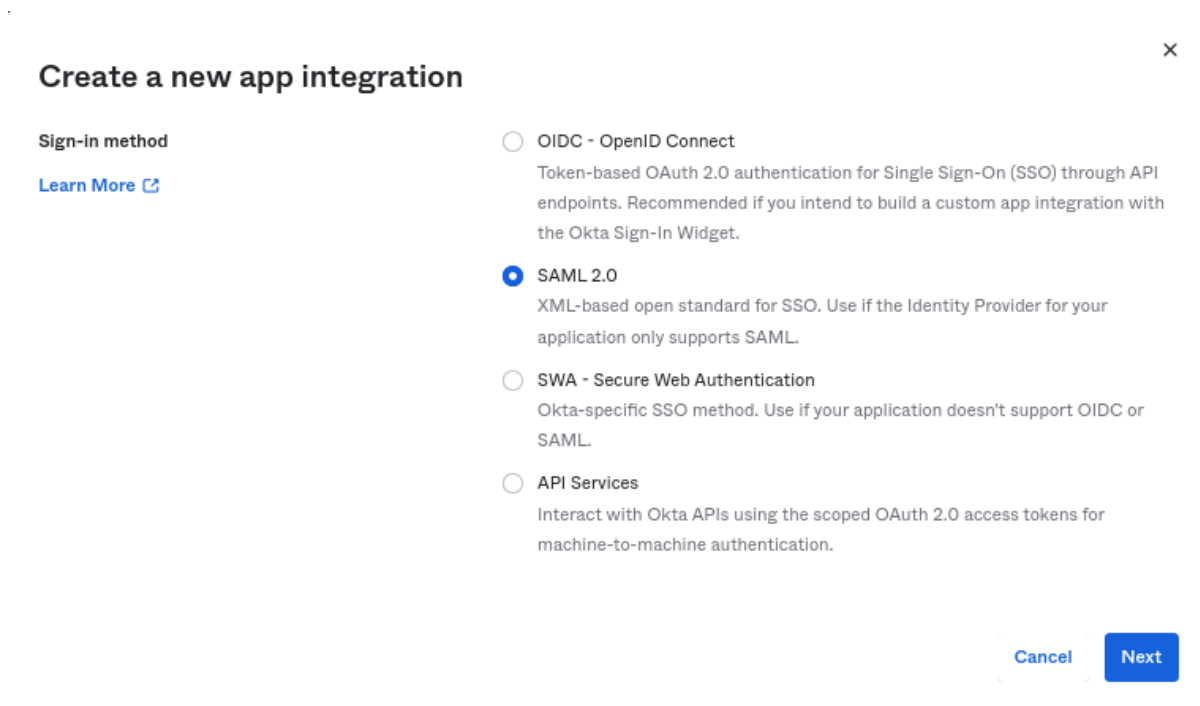 Create a new app integration
Sign-in method
Learn More
OIDC - OpenID Connect
Token-based OAuth 2.0 authentication for Single Sign-On (SSO) through API
endpoints. Recommended if you intend to build a custom app integration with
the Okta Sign-In Widget.
SAML 2.0
XML-based open standard for SSO. Use if the Identity Provider for your
application only supports SAML.
SWA - Secure Web Authentication
Okta-specific SSO method. Use if your application doesn't support OIDC or
SAML.
API Services
Interact with Okta APIs using the scoped OAuth 2.0 access tokens for
machine-to-machine authentication.
Cancel
Next